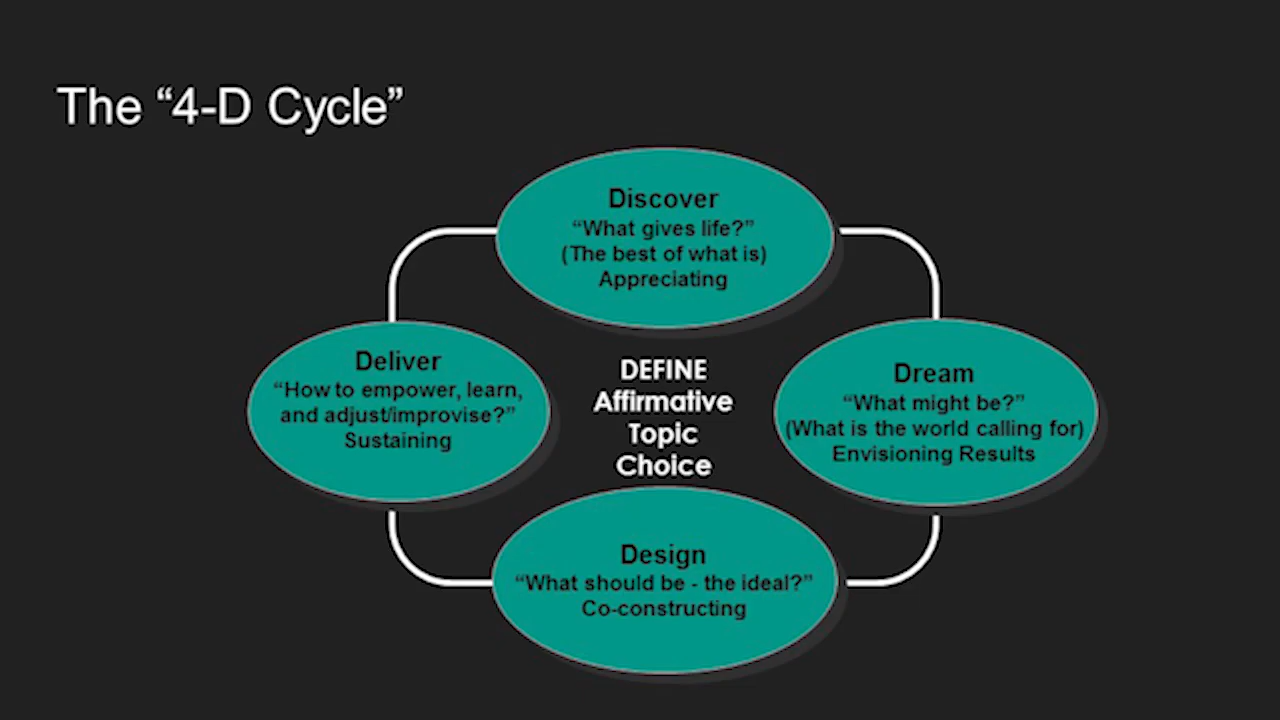 The “4-D Cycle”
Discover
“What gives life?”
(The best of what is)
Appreciating
Deliver
“How to empower, learn,
and adjust/improvise?”
Sustaining
DEFINE
Affirmative
Topic
Choice
Dream
“What might be?”
(What is the world calling for)
Envisioning Results
Design
“What should be - the ideal?”
Co-constructing